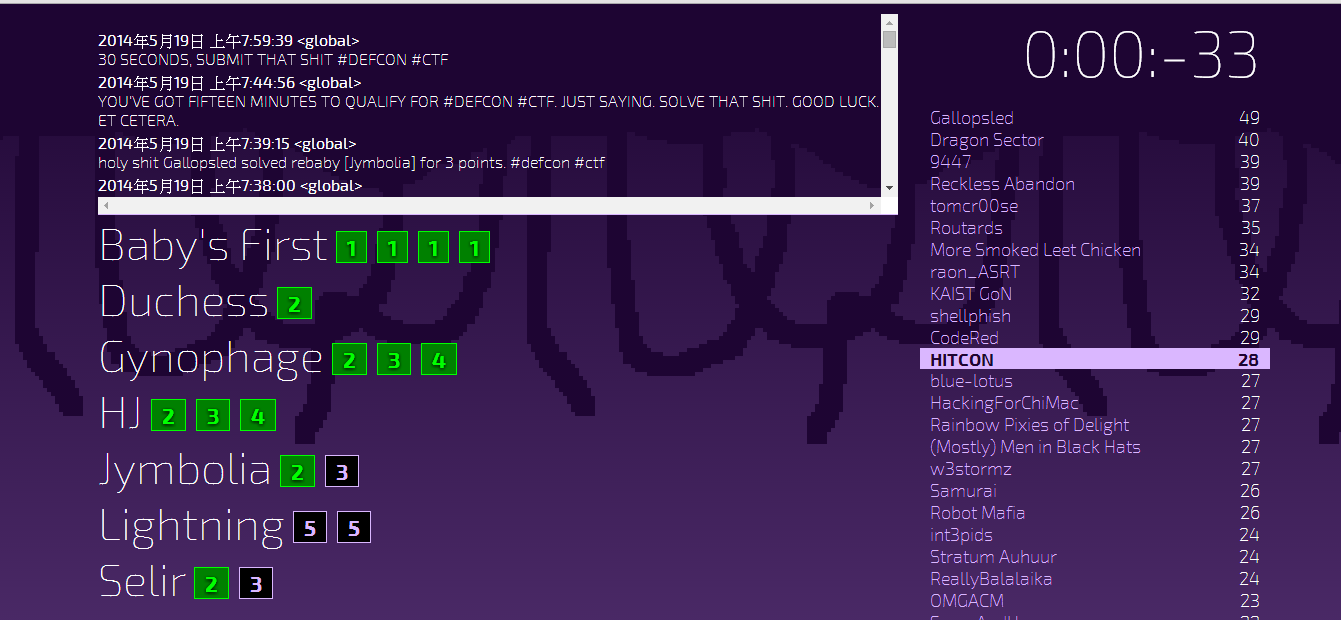 2014年5月19日 上午7:59:39 <global>
30 SECONDS, SUBMIT THAT SHIT #DEFCON #CTF
2014年5月19日 上午7:44:56 <global>
YOU'VE GOT FIFTEEN MINUTES TO QUALIFY FOR #DEFCON #CTF. JUST SAYING. SOLVE THAT SHIT. GOOD LUCK.
ET CETERA.
2014年5月19日 上午7:39:15 <global>
holy shit Gallopsled solved rebaby [Jymbolia] for 3 points. #defcon #ctf
2014年5月19日 上午7:38:00 <global>
Baby's First 1 1 1 1
Duchess 2
Gynophage 2 3 4
HJ 2 3 4
Jymbolia 2 3
Lightning 5 5
Selir 2 3
0:00:-33
Gallopsled 49
Dragon Sector 40
9447 39
Reckless Abandon 39
tomcr00se 37
Routards 35
More Smoked Leet Chicken 34
raon_ASRT 34
KAIST GoN 32
shellphish 29
CodeRed 29
HITCON 28
blue-lotus 27
HackingForChiMac 27
Rainbow Pixies of Delight 27
(Mostly) Men in Black Hats 27
w3stormz 27
Samurai 26
Robot Mafia 26
int3pids 24
Stratum Auhuur 24
ReallyBalalaika 24
OMGACM 23